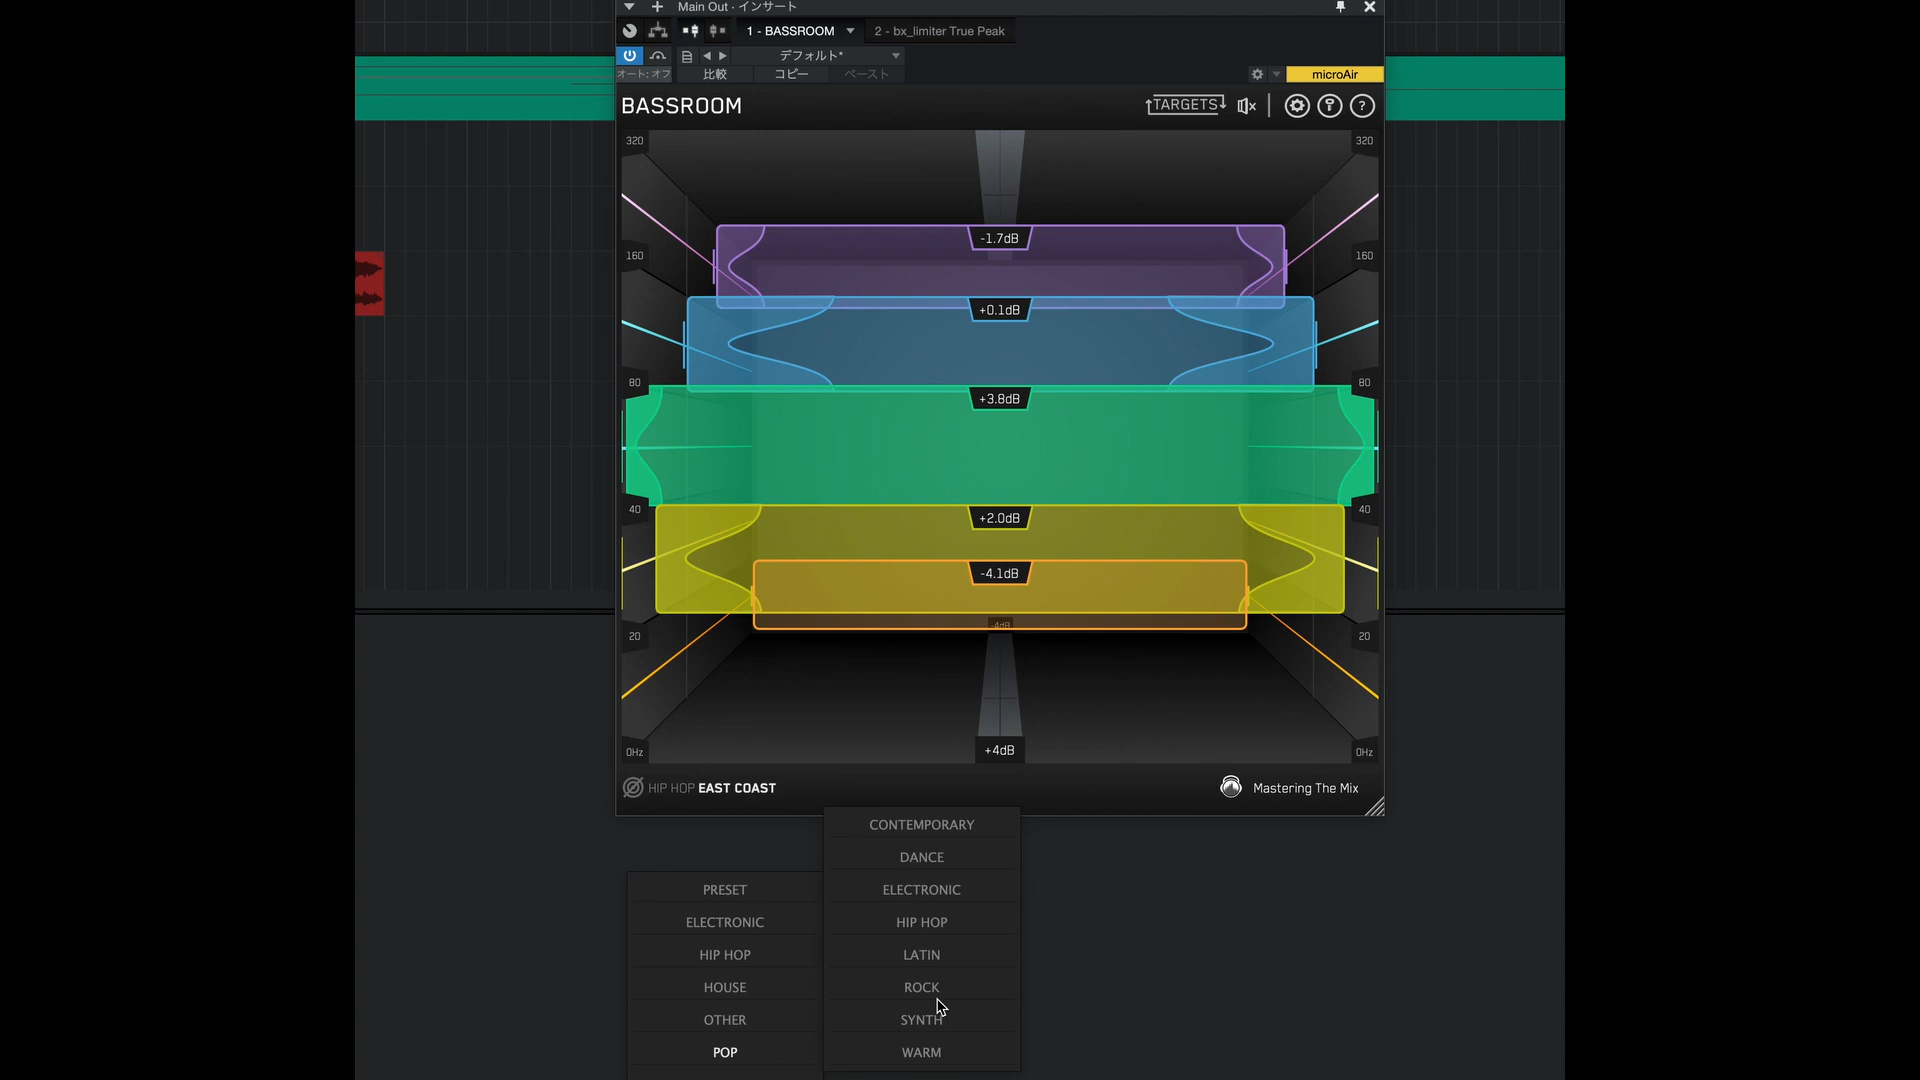 Main Out · インサート
1 - BASSROOM
2 - bx_limiter True Peak
デフォルト*
オート: オフ
比較
コピー
ペースト
microAir
BASSROOM
TARGETS
?
320
320
-1.7dB
160
160
+0.1dB
80
80
+3.8dB
40
40
+2.0dB
-4.1dB
-4dB
20
20
+4dB
0Hz
0Hz
HIP HOP EAST COAST
Mastering The Mix
CONTEMPORARY
DANCE
ELECTRONIC
HIP HOP
LATIN
ROCK
SYNTH
WARM
PRESET
ELECTRONIC
HIP HOP
HOUSE
OTHER
POP